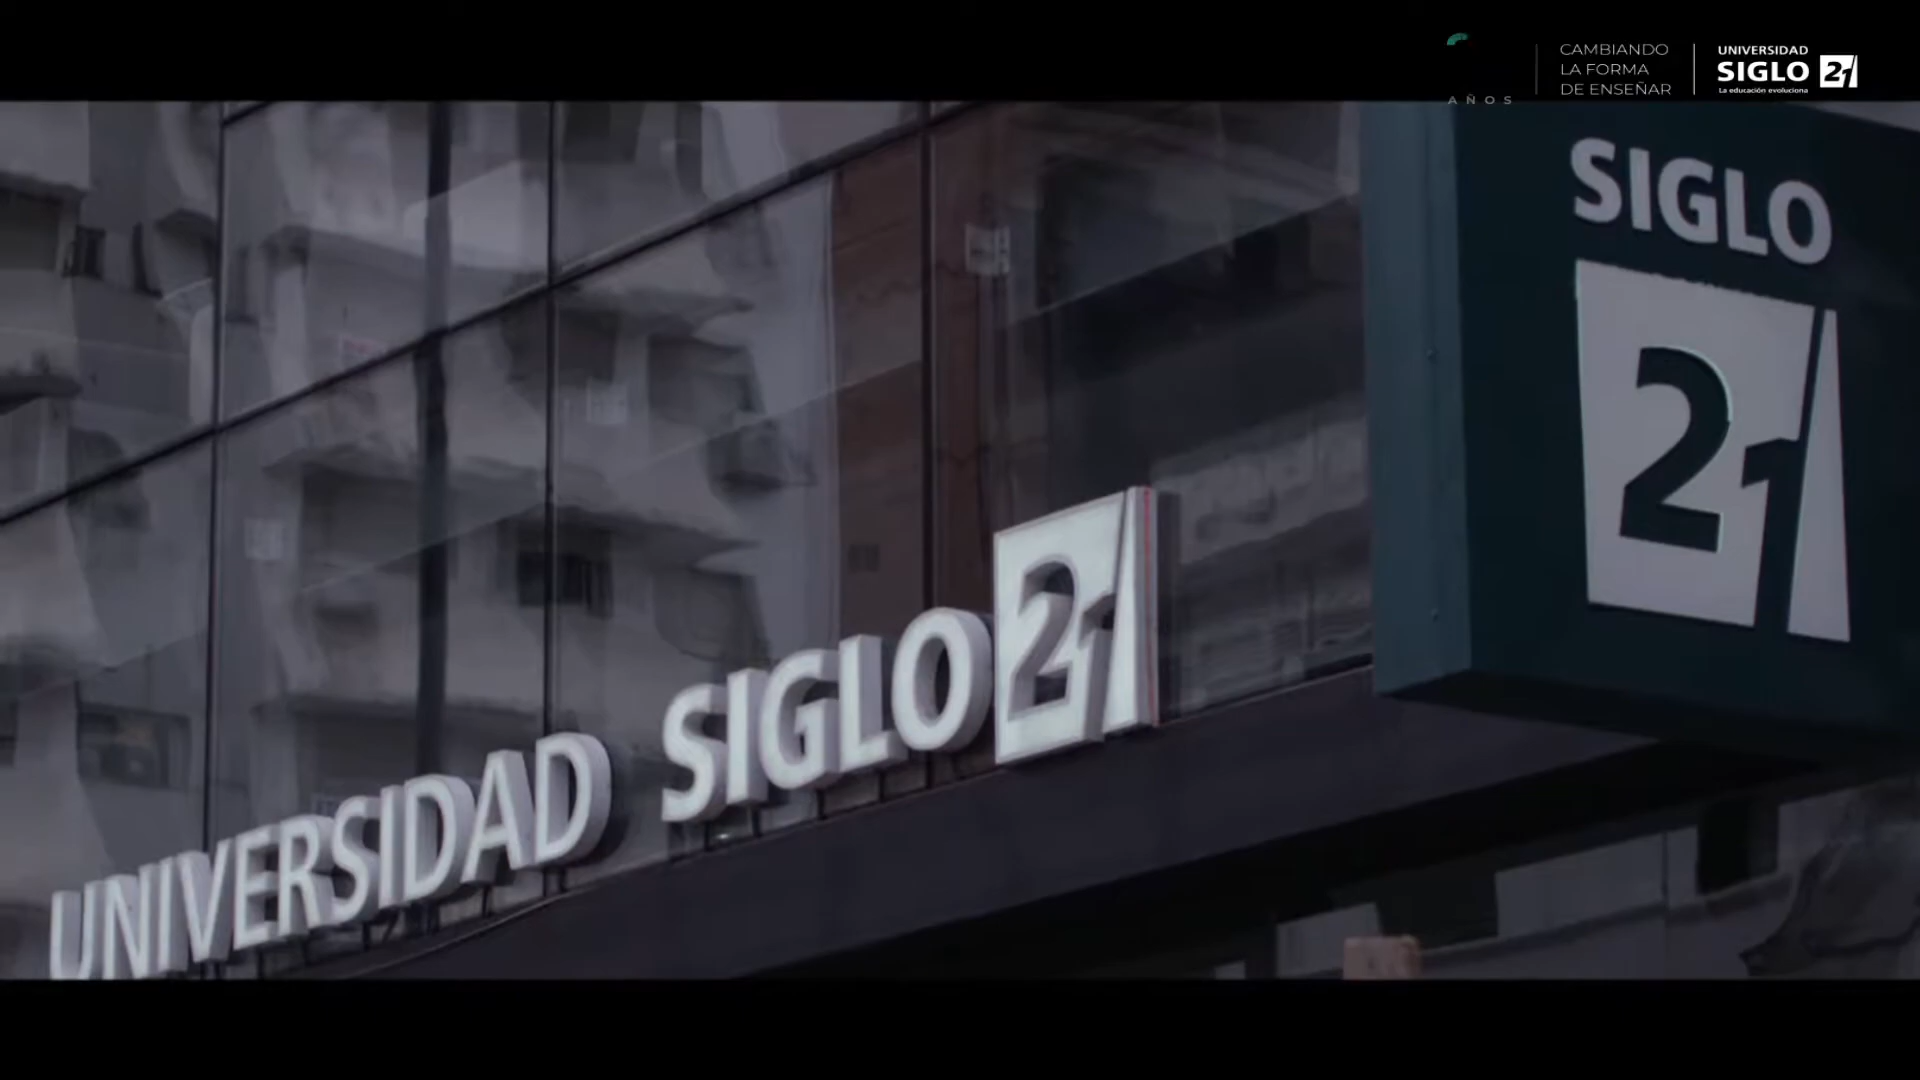 AÑOS
CAMBIANDO
LA FORMA
DE ENSEÑAR
UNIVERSIDAD
SIGLO 21
La educación evoluciona
SIGLO
21
UNIVERSIDAD SIGLO 21